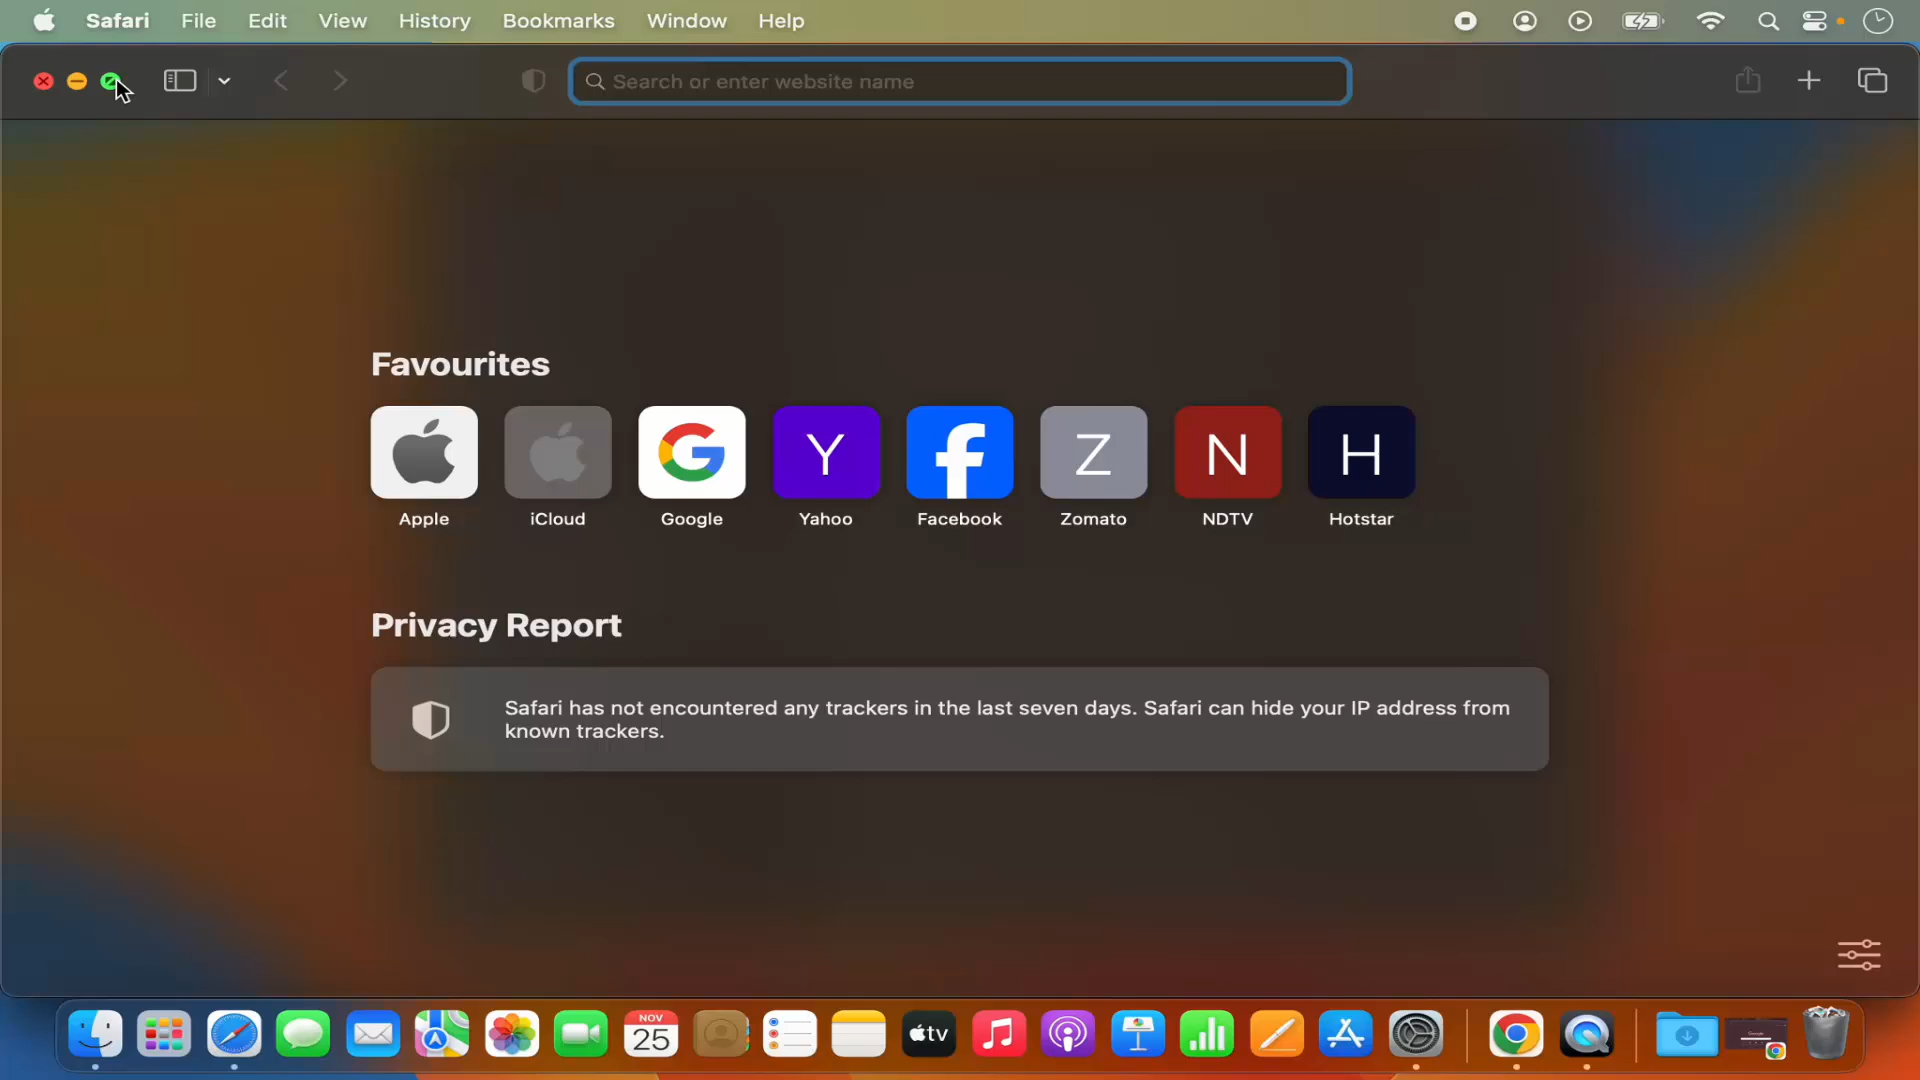 Safari File Edit View History Bookmarks Window Help
Search or enter website name
Favourites
Y Z N H
Apple iCloud Google Yahoo Facebook Zomato NDTV Hotstar
Privacy Report
Safari has not encountered any trackers in the last seven days. Safari can hide your IP address from
known trackers.
NOV
25
tv